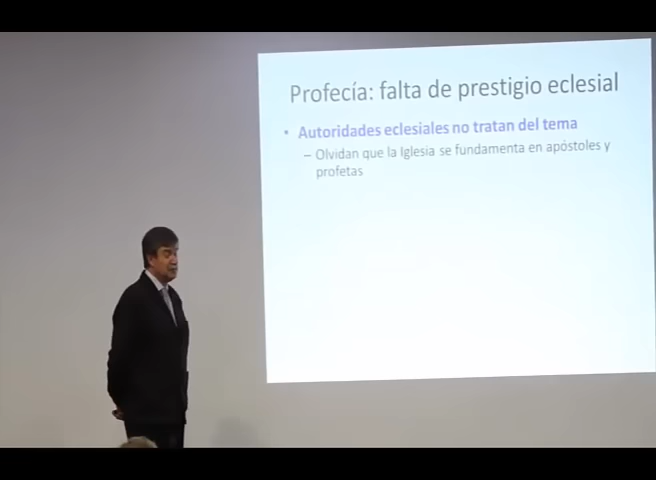 Profecía: falta de prestigio eclesial
• Autoridades eclesiales no tratan del tema
– Olvidan que la Iglesia se fundamenta en apóstoles y
profetas